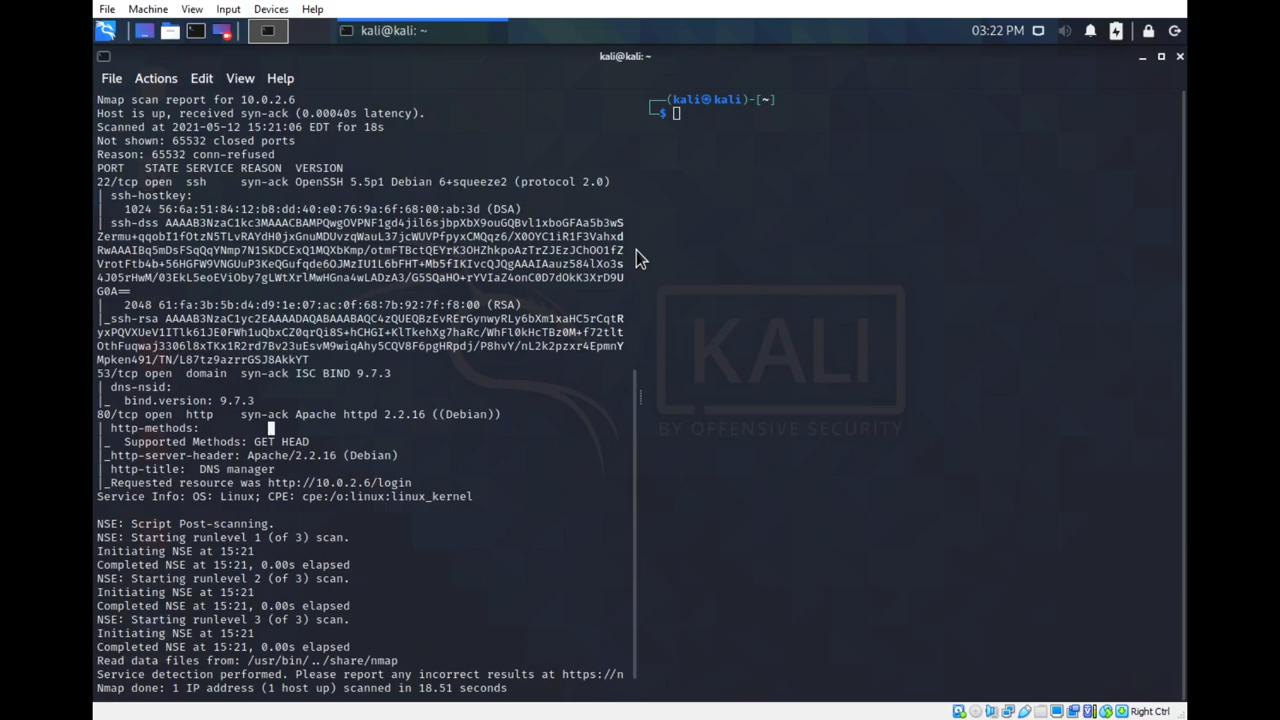 File Machine View Input Devices Help
kali@kali: ~
03:22 PM
kali@kali:~
File Actions Edit View Help
Nmap scan report for 10.0.2.6
Host is up, received syn-ack (0.00040s latency).
Scanned at 2021-05-12 15:21:06 EDT for 18s
Not shown: 65532 closed ports
Reason: 65532 conn-refused
PORT STATE SERVICE REASON VERSION
22/tcp open ssh syn-ack OpenSSH 5.5p1 Debian 6+squeeze2 (protocol 2.0)
| ssh-hostkey:
| 1024 56:6a:51:84:12:b8:dd:40:e0:76:9a:6f:68:00:ab:3d (DSA)
| ssh-dss AAAAB3NzaC1kc3MAAACBAMPQwgOVPNF1gd4jil6sjbpXbX9ouGQBvl1xboGFAa5b3wS
Zermu+qqobI1fOtzN5TLvRAYdH0jxGnuMDUvzqWauL37jcWUVPfpyxCMQqz6/X0OYC1iR1F3Vahxd
RwAAAIBq5mDsFSqQqYNmp7N1SKDCExQ1MQXbKmp/otmFTBctQEYrK3OHZhkpoAzTrZJEzJChOO1fZ
VrotFtb4b+56HGFW9VNGUuP3KeQGufqde6OJMzIU1L6bFHT+Mb5fIKIvcQJQgAAAIAauz584lXo3s
4J05rHwM/03EkL5eoEViOby7gLWtXrlMwHGna4wLADzA3/G5SQaHO+rYVIaZ4onC0D7dOkK3XrD9U
G0A==
| 2048 61:fa:3b:5b:d4:d9:1e:07:ac:0f:68:7b:92:7f:f8:00 (RSA)
|_ssh-rsa AAAAB3NzaC1yc2EAAAADAQABAAABAQC4zQUEQBzEvRErGynwyRLy6bXm1xaHC5rCqtR
yxPQVXUeV1ITlk61JE0FWh1uQbxCZ0qrQi8S+hCHGI+KlTkehXg7haRc/WhFl0kHcTBz0M+f72tlt
OthFuqwaj3306l8xTKx1R2rd7Bv23uEsvM9wiqAhy5CQV8F6pgHRpdj/P8hvY/nL2k2pzxr4EpmnY
Mpken491/TN/L87tz9azrrGSJ8AkkYT
53/tcp open domain syn-ack ISC BIND 9.7.3
| dns-nsid:
|_ bind.version: 9.7.3
80/tcp open http syn-ack Apache httpd 2.2.16 ((Debian))
| http-methods:
|_ Supported Methods: GET HEAD
|_http-server-header: Apache/2.2.16 (Debian)
| http-title: DNS manager
|_Requested resource was http://10.0.2.6/login
Service Info: OS: Linux; CPE: cpe:/o:linux:linux_kernel
NSE: Script Post-scanning.
NSE: Starting runlevel 1 (of 3) scan.
Initiating NSE at 15:21
Completed NSE at 15:21, 0.00s elapsed
NSE: Starting runlevel 2 (of 3) scan.
Initiating NSE at 15:21
Completed NSE at 15:21, 0.00s elapsed
NSE: Starting runlevel 3 (of 3) scan.
Initiating NSE at 15:21
Completed NSE at 15:21, 0.00s elapsed
Read data files from: /usr/bin/../share/nmap
Service detection performed. Please report any incorrect results at https://n
Nmap done: 1 IP address (1 host up) scanned in 18.51 seconds
(kali㉿kali)-[~]
$
KALI
BY OFFENSIVE SECURITY
Right Ctrl